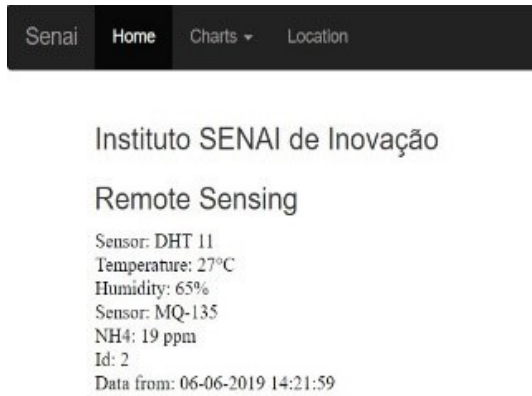 Senai Home Charts Location
Instituto SENAI de Inovação
Remote Sensing
Sensor: DHT 11
Temperature: 27°C
Humidity: 65%
Sensor: MQ-135
NH4: 19 ppm
Id: 2
Data from: 06-06-2019 14:21:59